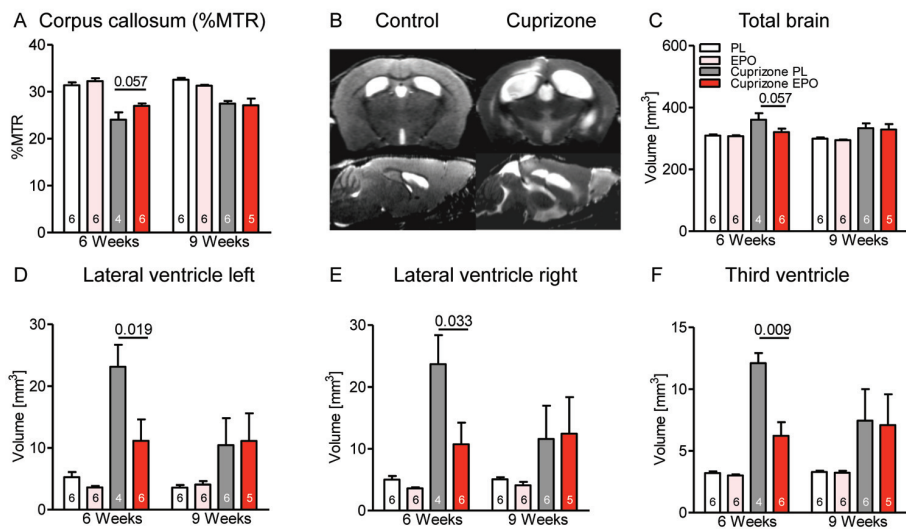 A Corpus callosum (%MTR)
%MTR
40
30
20
10
0
0.057
6 6 4 6 6 6 6 5
6 Weeks 9 Weeks
B Control Cuprizone
C Total brain
PL
EPO
Cuprizone PL
Cuprizone EPO
Volume [mm³]
600
400
200
0
0.057
6 6 4 6 6 6 6 5
6 Weeks 9 Weeks
D Lateral ventricle left
Volume [mm³]
30
20
10
0
0.019
6 6 4 6 6 6 6 5
6 Weeks 9 Weeks
E Lateral ventricle right
Volume [mm³]
30
20
10
0
0.033
6 6 4 6 6 6 6 5
6 Weeks 9 Weeks
F Third ventricle
Volume [mm³]
15
10
5
0
0.009
6 6 4 6 6 6 6 5
6 Weeks 9 Weeks